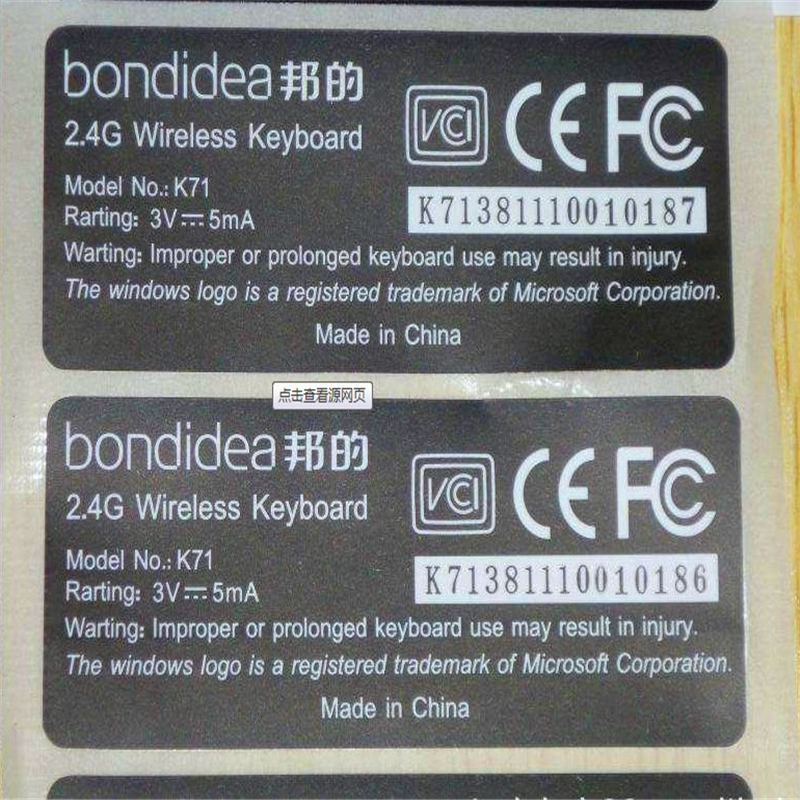 bondidea邦的
2.4G Wireless Keyboard
VCCI CE FC
Model No.: K71
K71381110010187
Rarting: 3V⎓5mA
Warting: Improper or prolonged keyboard use may result in injury.
The windows logo is a registered trademark of Microsoft Corporation.
Made in China
点击查看源网页
bondidea邦的
2.4G Wireless Keyboard
VCCI CE FC
Model No.: K71
K71381110010186
Rarting: 3V⎓5mA
Warting: Improper or prolonged keyboard use may result in injury.
The windows logo is a registered trademark of Microsoft Corporation.
Made in China